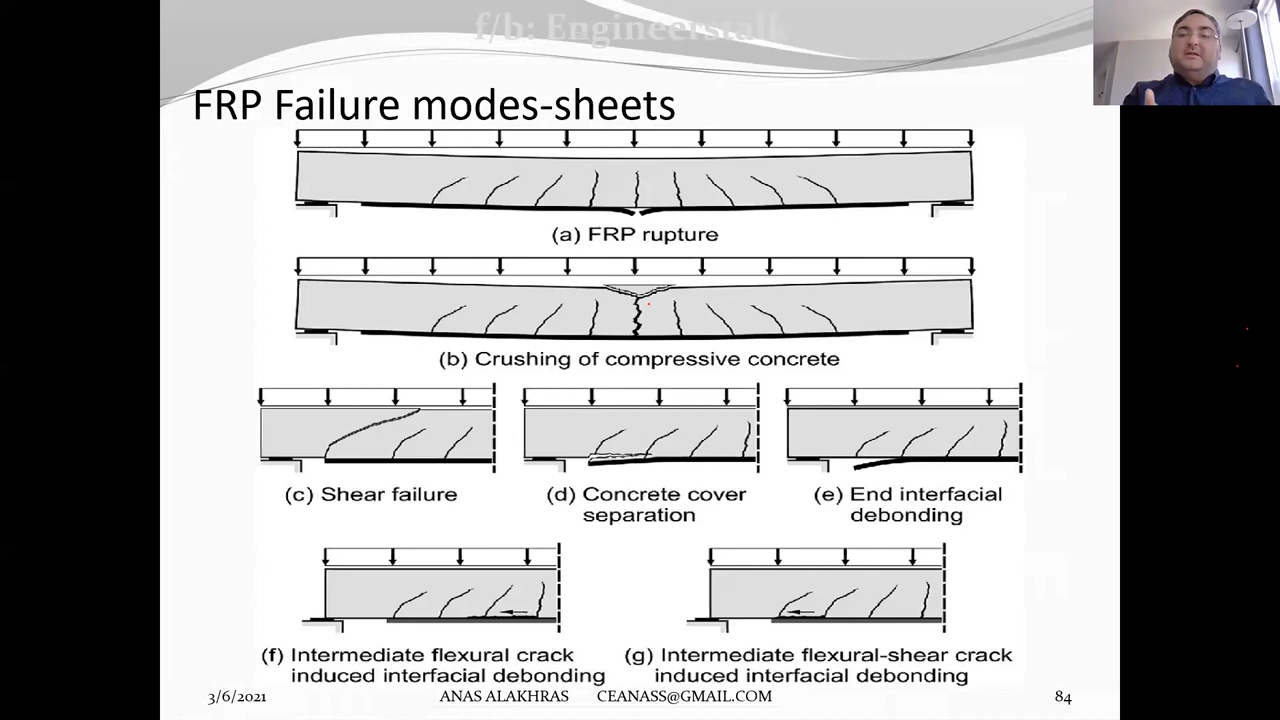 f/b: Engineerstalk
FRP Failure modes-sheets
(a) FRP rupture
(b) Crushing of compressive concrete
(c) Shear failure
(d) Concrete cover
separation
(e) End interfacial
debonding
(f) Intermediate flexural crack
induced interfacial debonding
(g) Intermediate flexural-shear crack
induced interfacial debonding
3/6/2021
ANAS ALAKHRAS CEANASS@GMAIL.COM
84